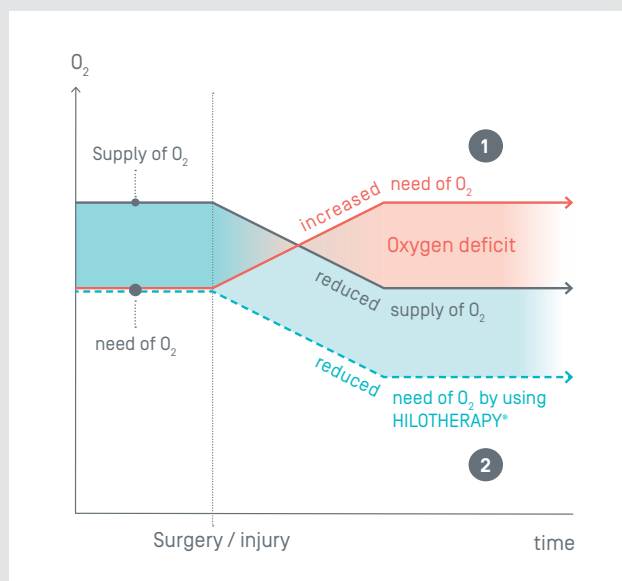 O₂
1
Supply of O₂
increased need of O₂
Oxygen deficit
reduced supply of O₂
need of O₂
reduced need of O₂ by using
HILOTHERAPY®
2
Surgery / injury
time